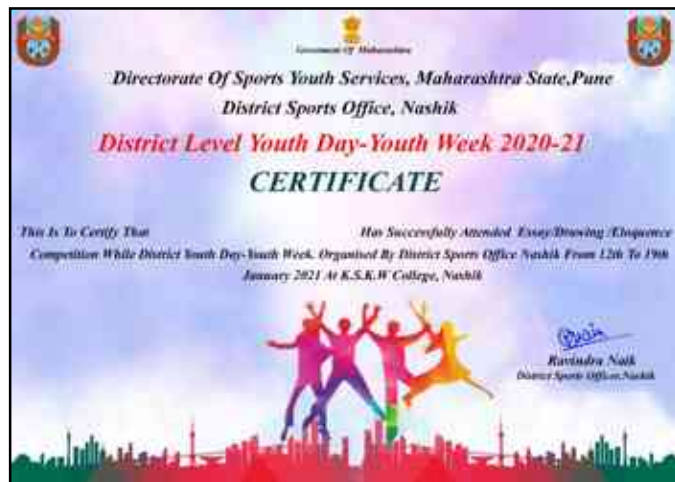 Government Of Maharashtra
Directorate Of Sports Youth Services, Maharashtra State,Pune
District Sports Office, Nashik
District Level Youth Day-Youth Week 2020-21
CERTIFICATE
This Is To Certify That Has Successfully Attended Essay/Drawing /Eloquence
Competition While District Youth Day-Youth Week. Organised By District Sports Office Nashik From 12th To 19th
January 2021 At K.S.K.W College, Nashik
Ravindra Naik
District Sports Officer,Nashik